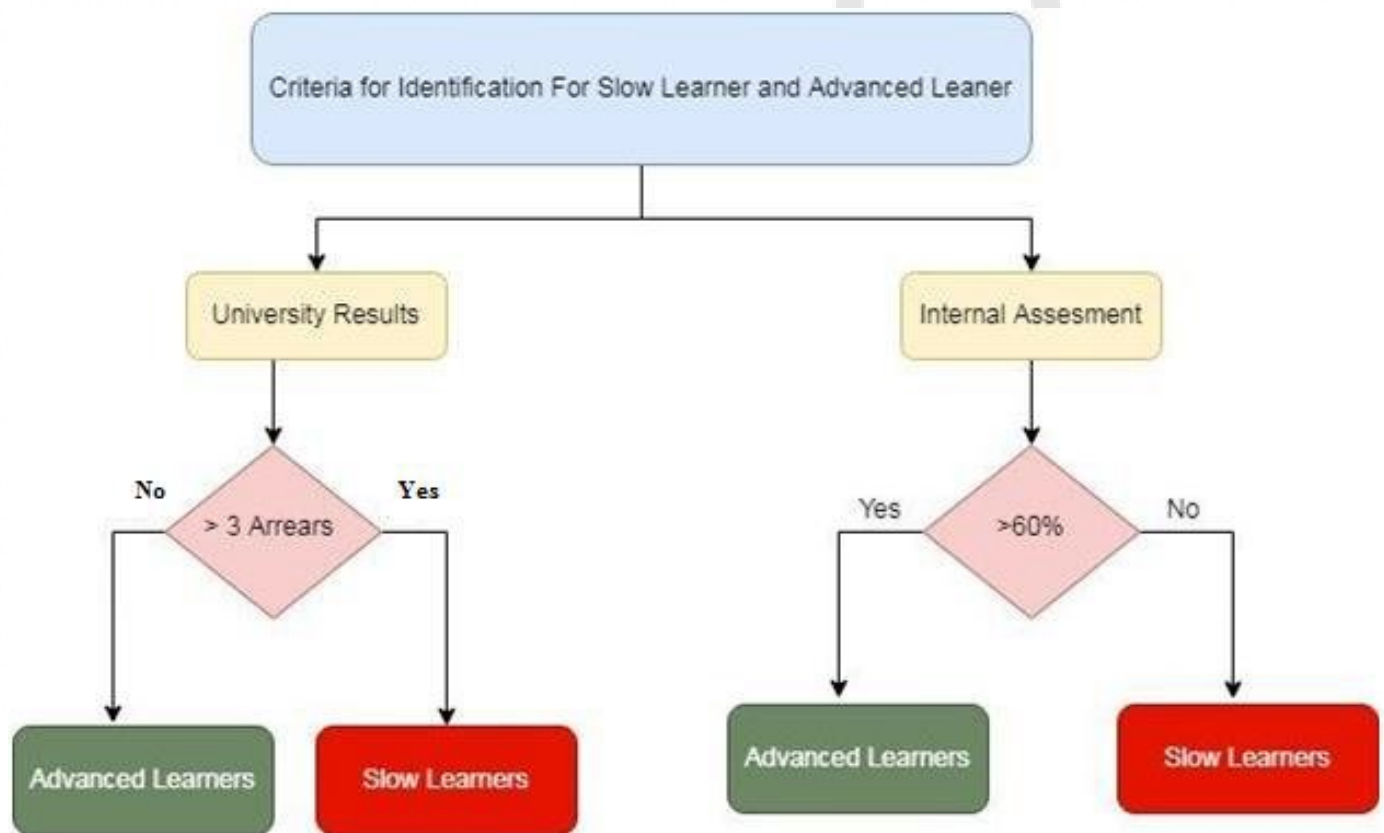 Criteria for Identification For Slow Learner and Advanced Leaner
University Results
Internal Assesment
No
Yes
> 3 Arrears
Yes
No
>60%
Advanced Learners
Slow Learners
Advanced Learners
Slow Learners